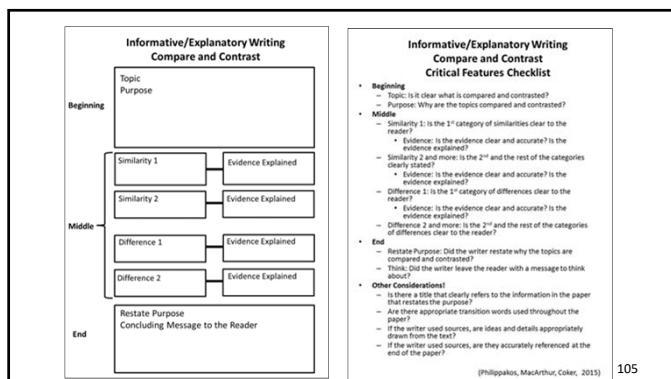 Informative/Explanatory Writing
Compare and Contrast
Beginning
Topic
Purpose
Middle
Similarity 1
Evidence Explained
Similarity 2
Evidence Explained
Difference 1
Evidence Explained
Difference 2
Evidence Explained
End
Restate Purpose
Concluding Message to the Reader
Informative/Explanatory Writing
Compare and Contrast
Critical Features Checklist
• Beginning
– Topic: Is it clear what is compared and contrasted?
– Purpose: Why are the topics compared and contrasted?
• Middle
– Similarity 1: Is the 1st category of similarities clear to the
reader?
• Evidence: Is the evidence clear and accurate? Is the
evidence explained?
– Similarity 2 and more: Is the 2nd and the rest of the categories
clearly stated?
• Evidence: Is the evidence clear and accurate? Is the
evidence explained?
– Difference 1: Is the 1st category of differences clear to the
reader?
• Evidence: Is the evidence clear and accurate? Is the
evidence explained?
– Difference 2 and more: Is the 2nd and the rest of the categories
of differences clear to the reader?
• End
– Restate Purpose: Did the writer restate why the topics are
compared and contrasted?
– Think: Did the writer leave the reader with a message to think
about?
• Other Considerations!
– Is there a title that clearly refers to the information in the paper
that restates the purpose?
– Are there appropriate transition words used throughout the
paper?
– If the writer used sources, are ideas and details appropriately
drawn from the text?
– If the writer used sources, are they accurately referenced at the
end of the paper?
(Philippakos, MacArthur, Coker, 2015)
105